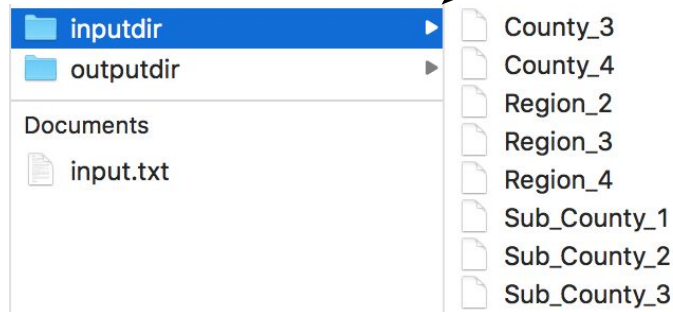 inputdir
outputdir
Documents
input.txt
County_3
County_4
Region_2
Region_3
Region_4
Sub_County_1
Sub_County_2
Sub_County_3